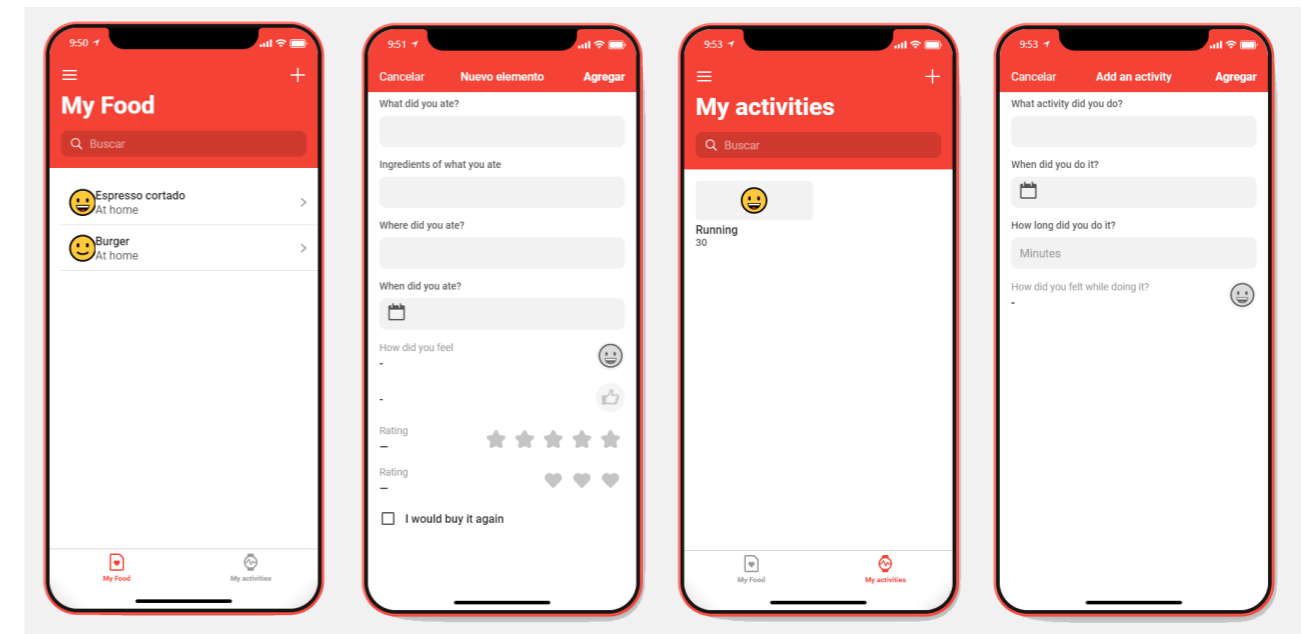 9:50
My Food
Buscar
Espresso cortado
At home
Burger
At home
My Food
My activities
9:51
Cancelar
Nuevo elemento
Agregar
What did you ate?
Ingredients of what you ate
Where did you ate?
When did you ate?
How did you feel
-
-
Rating
–
Rating
–
I would buy it again
9:53
My activities
Buscar
Running
30
My Food
My activities
9:53
Cancelar
Add an activity
Agregar
What activity did you do?
When did you do it?
How long did you do it?
Minutes
How did you felt while doing it?
-